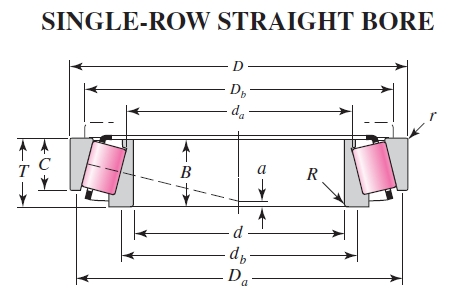 SINGLE-ROW STRAIGHT BORE
D
D_b
d_a
r
T C B a R
d
d_b
D_a